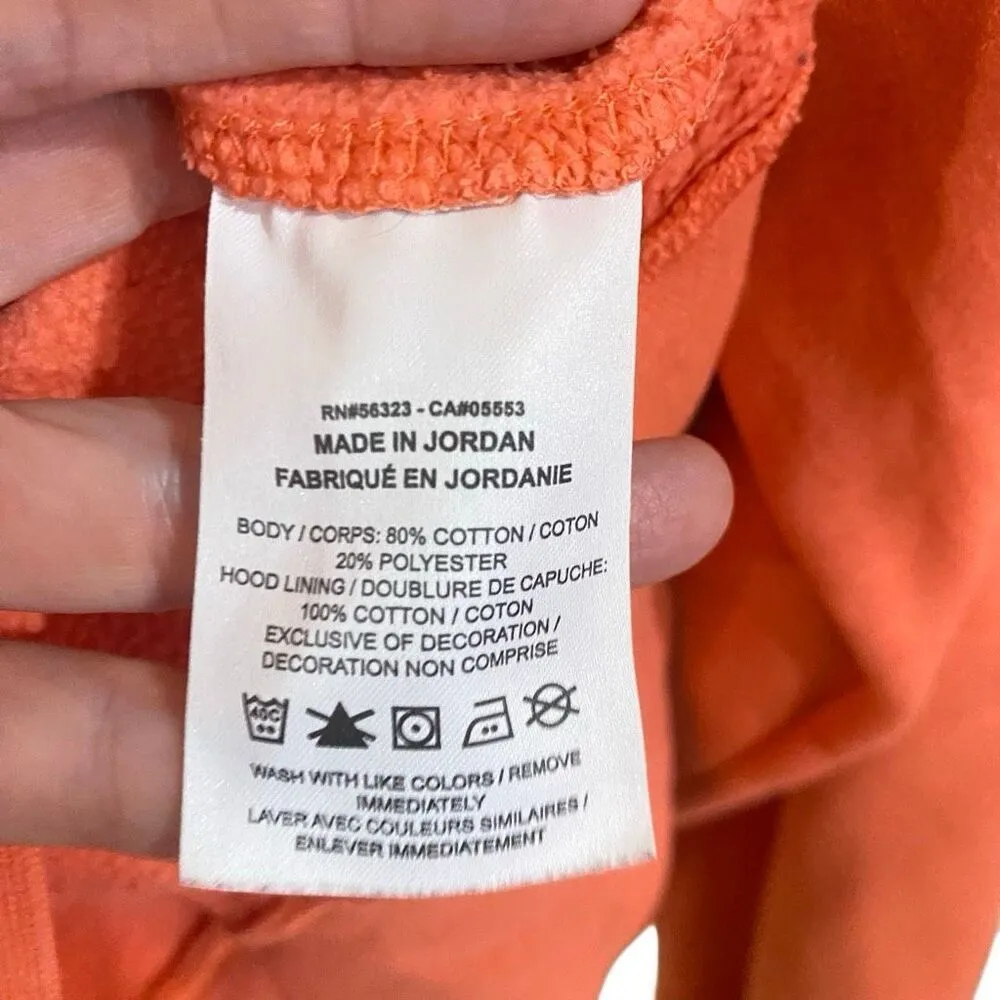 RN#56323 - CA#05553
MADE IN JORDAN
FABRIQUÉ EN JORDANIE
BODY / CORPS: 80% COTTON / COTON
20% POLYESTER
HOOD LINING / DOUBLURE DE CAPUCHE:
100% COTTON / COTON
EXCLUSIVE OF DECORATION /
DECORATION NON COMPRISE
40C
WASH WITH LIKE COLORS / REMOVE
IMMEDIATELY
LAVER AVEC COULEURS SIMILAIRES /
ENLEVER IMMEDIATEMENT